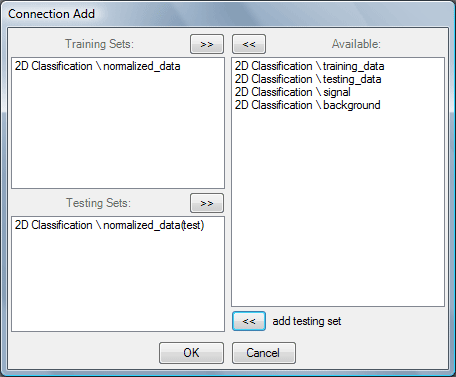 Connection Add
Training Sets:
>>
<<
Available:
2D Classification \ normalized_data
2D Classification \ training_data
2D Classification \ testing_data
2D Classification \ signal
2D Classification \ background
Testing Sets:
>>
2D Classification \ normalized_data(test)
<<
add testing set
OK
Cancel